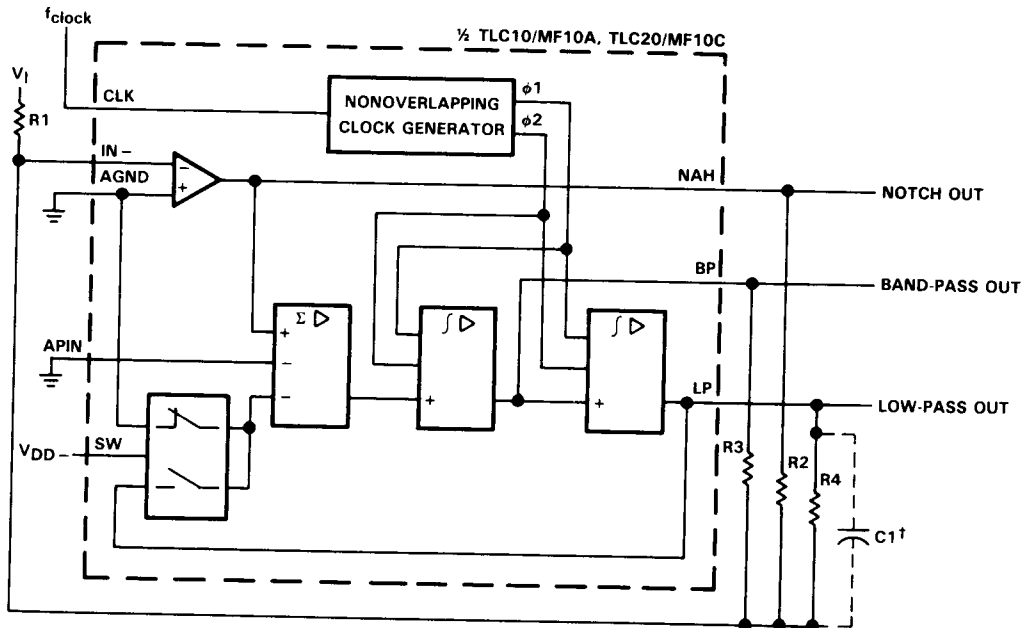 fclock
½ TLC10/MF10A, TLC20/MF10C
VI
CLK
NONOVERLAPPING
CLOCK GENERATOR
ϕ1
ϕ2
R1
IN −
−
AGND
+
NAH
NOTCH OUT
BP
BAND-PASS OUT
Σ ▷
∫ ▷
∫ ▷
+
APIN
−
−
+
+
LP
LOW-PASS OUT
VDD
SW
R3
R2
R4
C1†